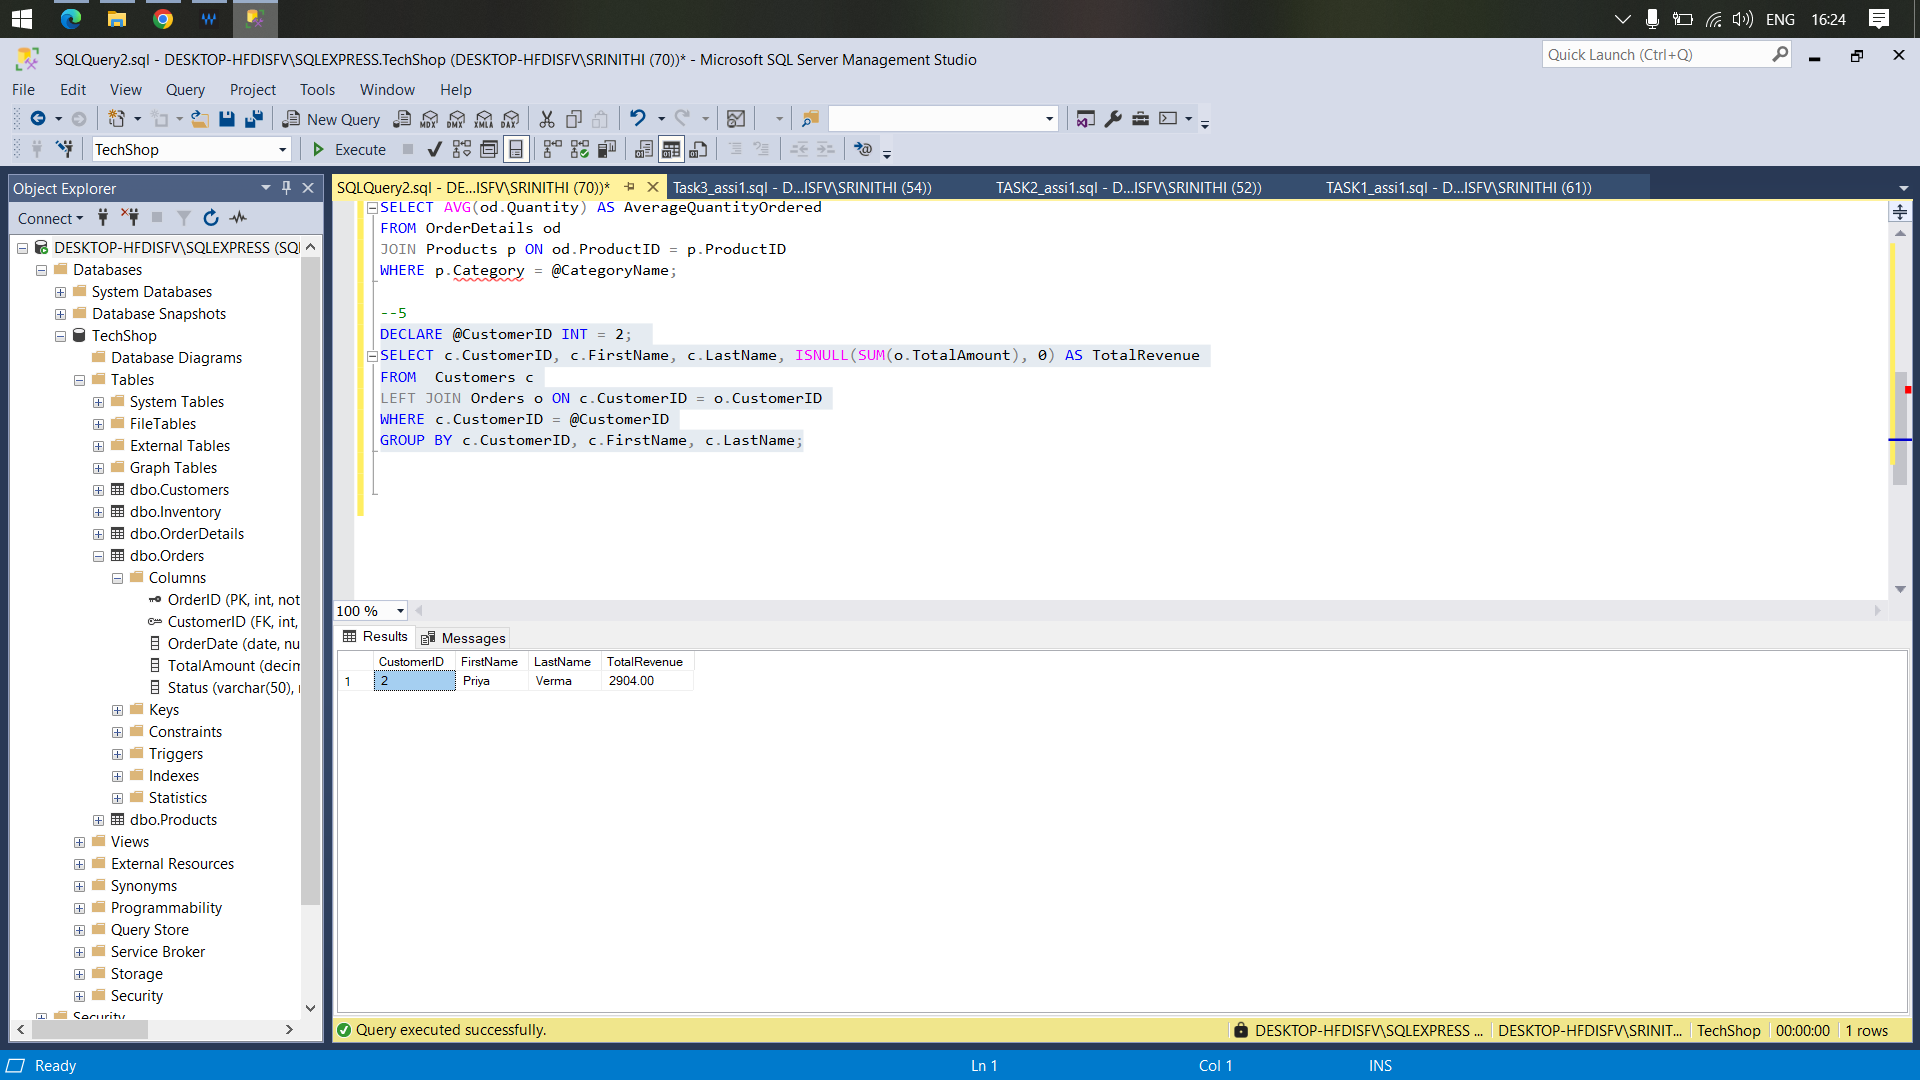 W
ENG
16:24
SQLQuery2.sql - DESKTOP-HFDISFV\SQLEXPRESS.TechShop (DESKTOP-HFDISFV\SRINITHI (70))* - Microsoft SQL Server Management Studio
Quick Launch (Ctrl+Q)
File Edit View Query Project Tools Window Help
New Query MDX DMX XMLA DAX
TechShop Execute
Object Explorer
Connect
DESKTOP-HFDISFV\SQLEXPRESS (SQ
Databases
System Databases
Database Snapshots
TechShop
Database Diagrams
Tables
System Tables
FileTables
External Tables
Graph Tables
dbo.Customers
dbo.Inventory
dbo.OrderDetails
dbo.Orders
Columns
OrderID (PK, int, not
CustomerID (FK, int,
OrderDate (date, nu
TotalAmount (decin
Status (varchar(50), 
Keys
Constraints
Triggers
Indexes
Statistics
dbo.Products
Views
External Resources
Synonyms
Programmability
Query Store
Service Broker
Storage
Security
Security
SQLQuery2.sql - DE...ISFV\SRINITHI (70))* Task3_assi1.sql - D...ISFV\SRINITHI (54)) TASK2_assi1.sql - D...ISFV\SRINITHI (52)) TASK1_assi1.sql - D...ISFV\SRINITHI (61))
SELECT AVG(od.Quantity) AS AverageQuantityOrdered
FROM OrderDetails od
JOIN Products p ON od.ProductID = p.ProductID
WHERE p.Category = @CategoryName;
--5
DECLARE @CustomerID INT = 2;
SELECT c.CustomerID, c.FirstName, c.LastName, ISNULL(SUM(o.TotalAmount), 0) AS TotalRevenue
FROM  Customers c
LEFT JOIN Orders o ON c.CustomerID = o.CustomerID
WHERE c.CustomerID = @CustomerID
GROUP BY c.CustomerID, c.FirstName, c.LastName;
100 %
Results Messages
CustomerID FirstName LastName TotalRevenue
1 2 Priya Verma 2904.00
Query executed successfully.
DESKTOP-HFDISFV\SQLEXPRESS ... DESKTOP-HFDISFV\SRINIT... TechShop 00:00:00 1 rows
Ready Ln 1 Col 1 INS